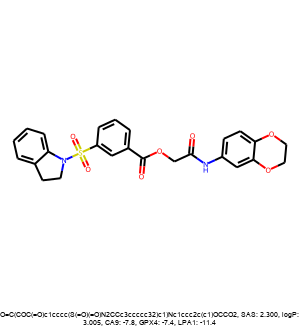 O
O
S
N
O
O
O
O
N
H
O
O
O=C(COC(=O)c1cccc(S(=O)(=O)N2CCc3ccccc32)c1)Nc1ccc2c(c1)OCCO2, SAS: 2.300, logP:
3.005, CA9: -7.8, GPX4: -7.4, LPA1: -11.4